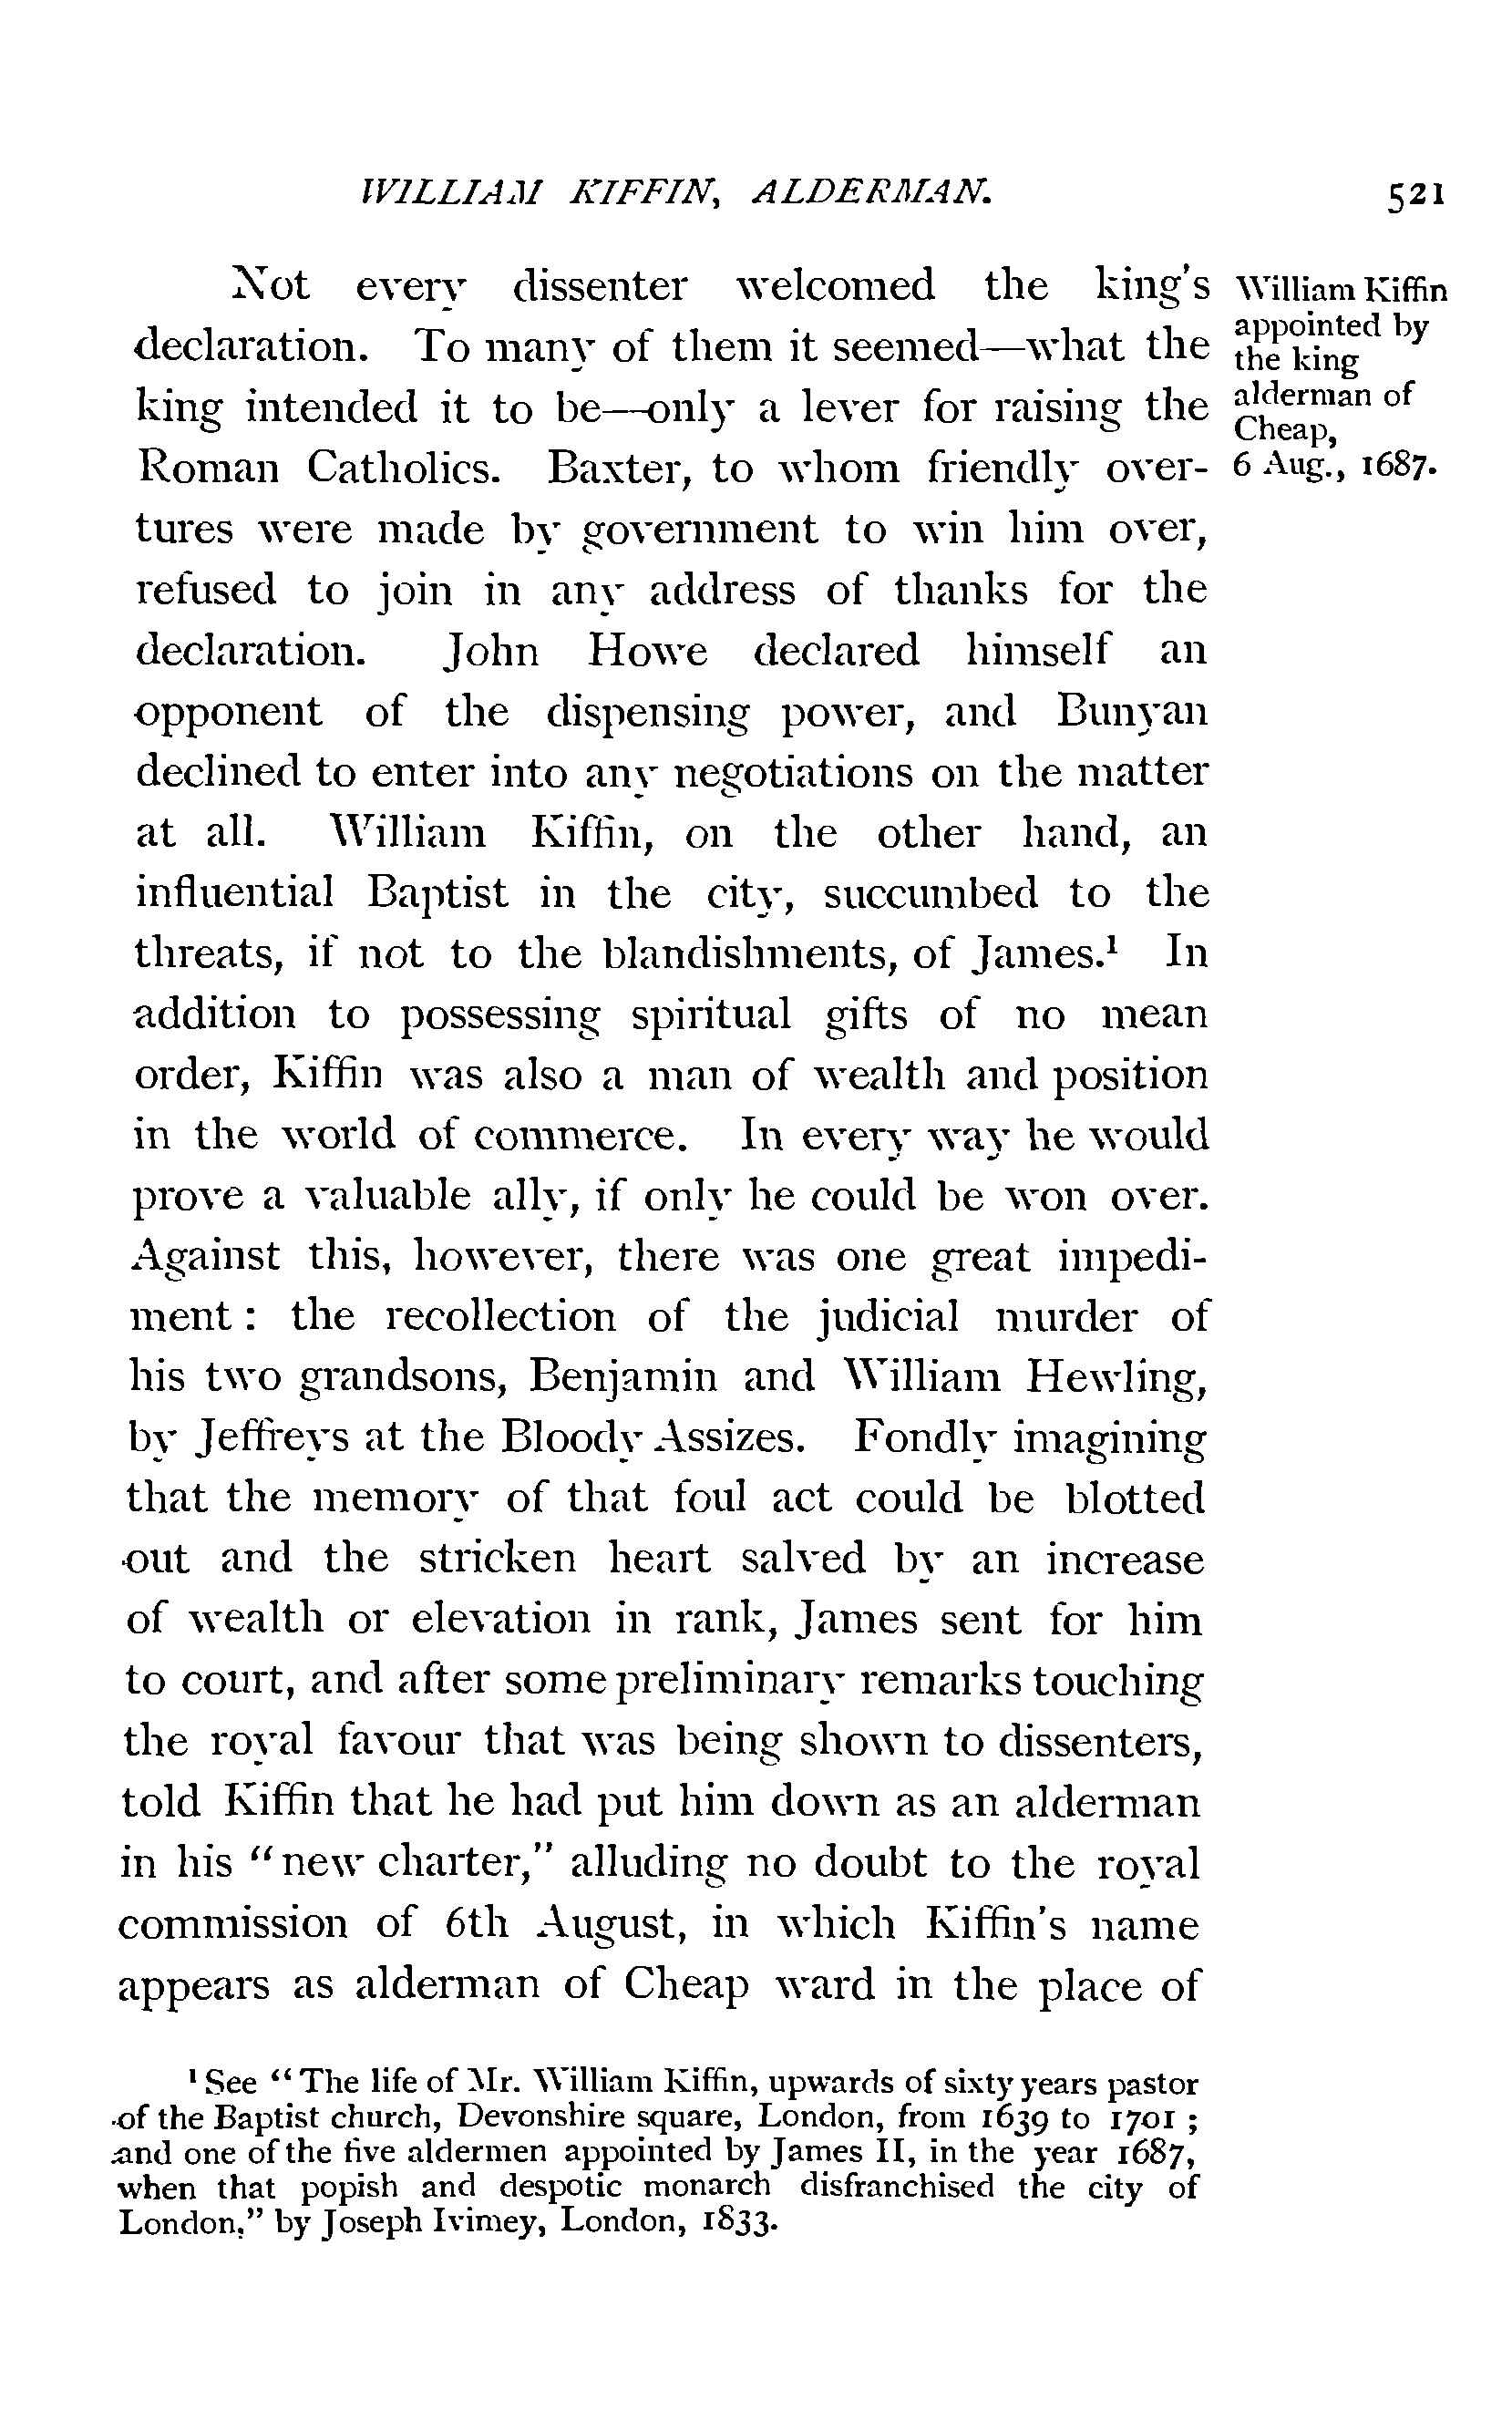 WILLIAM KIFFIN, ALDERMAN. 521
Not every dissenter welcomed the king's
declaration. To many of them it seemed—what the
king intended it to be—only a lever for raising the
Roman Catholics. Baxter, to whom friendly over-
tures were made by government to win him over,
refused to join in any address of thanks for the
declaration. John Howe declared himself an
opponent of the dispensing power, and Bunyan
declined to enter into any negotiations on the matter
at all. William Kiffin, on the other hand, an
influential Baptist in the city, succumbed to the
threats, if not to the blandishments, of James.¹ In
addition to possessing spiritual gifts of no mean
order, Kiffin was also a man of wealth and position
in the world of commerce. In every way he would
prove a valuable ally, if only he could be won over.
Against this, however, there was one great impedi-
ment: the recollection of the judicial murder of
his two grandsons, Benjamin and William Hewling,
by Jeffreys at the Bloody Assizes. Fondly imagining
that the memory of that foul act could be blotted
out and the stricken heart salved by an increase
of wealth or elevation in rank, James sent for him
to court, and after some preliminary remarks touching
the royal favour that was being shown to dissenters,
told Kiffin that he had put him down as an alderman
in his "new charter," alluding no doubt to the royal
commission of 6th August, in which Kiffin's name
appears as alderman of Cheap ward in the place of
William Kiffin
appointed by
the king
alderman of
Cheap,
6 Aug., 1687.
¹ See "The life of Mr. William Kiffin, upwards of sixty years pastor
of the Baptist church, Devonshire square, London, from 1639 to 1701;
and one of the five aldermen appointed by James II, in the year 1687,
when that popish and despotic monarch disfranchised the city of
London," by Joseph Ivimey, London, 1833.